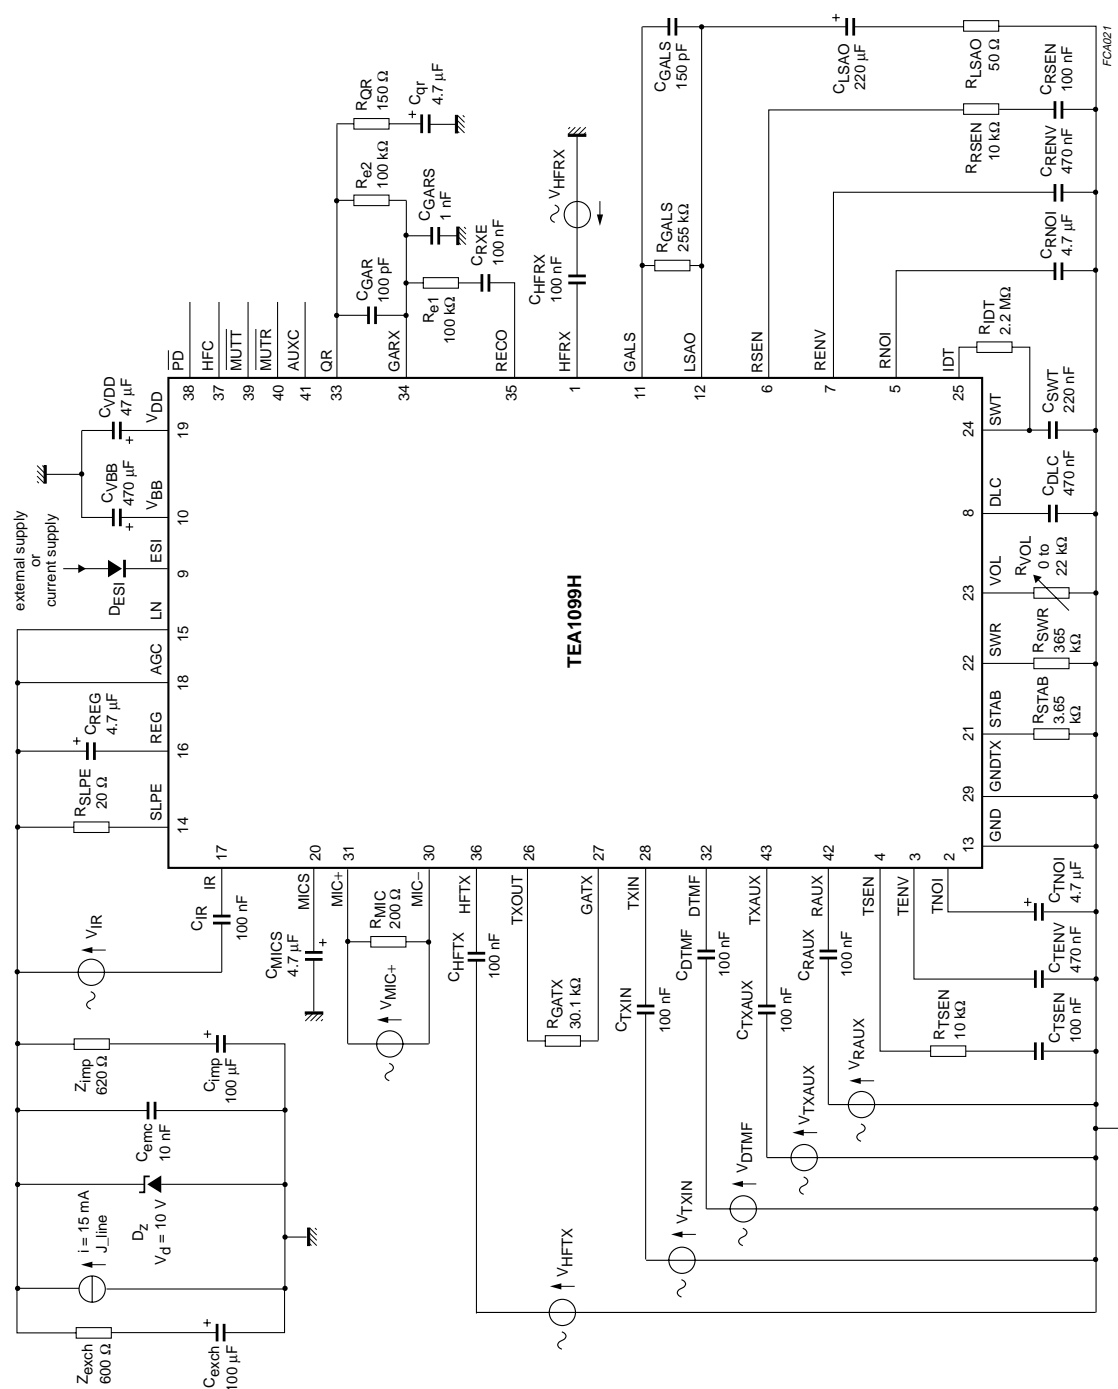 Zexch
600 Ω
Cexch
100 μF
i = 15 mA
J_line
DZ
Vd = 10 V
Cemc
10 nF
Zimp
620 Ω
Cimp
+
100 μF
+
VIR
CIR
100 nF
RSLPE
20 Ω
CREG
4.7 μF
+
external supply
or
current supply
DESI
CVBB
470 μF
+
CVDD
47 μF
+
SLPE
REG
AGC
LN
ESI
VBB
VDD
PD
HFC
MUTT
MUTR
AUXC
QR
GARX
RECO
HFRX
GALS
LSAO
RSEN
RENV
RNOI
IDT
14
16
18
15
9
10
19
38
37
39
40
41
33
34
35
1
11
12
6
7
5
25
RQR
150 Ω
Cqr
4.7 μF
+
Re2
100 kΩ
CGARS
1 nF
CGAR
100 pF
Re1
100 kΩ
CRXE
100 nF
VHFRX
CHFRX
100 nF
CGALS
150 pF
RGALS
255 kΩ
CLSAO
220 μF
+
RLSAO
50 Ω
RRSEN
10 kΩ
CRSEN
100 nF
CRENV
470 nF
CRNOI
4.7 μF
RIDT
2.2 MΩ
TEA1099H
17
20
31
30
36
26
27
28
32
43
42
4
3
2
IR
MICS
MIC+
MIC−
HFTX
TXOUT
GATX
TXIN
DTMF
TXAUX
RAUX
TSEN
TENV
TNOI
CMICS
4.7 μF
+
RMIC
200 Ω
VMIC+
CHFTX
100 nF
RGATX
30.1 kΩ
CTXIN
100 nF
CDTMF
100 nF
CTXAUX
100 nF
CRAUX
100 nF
RTSEN
10 kΩ
CTSEN
100 nF
CTENV
470 nF
CTNOI
4.7 μF
+
VHFTX
VTXIN
VDTMF
VTXAUX
VRAUX
13
29
21
22
23
8
24
GND
GNDTX
STAB
SWR
VOL
DLC
SWT
RSTAB
3.65
kΩ
RSWR
365
kΩ
RVOL
0 to
22 kΩ
CDLC
470 nF
CSWT
220 nF
FCA021